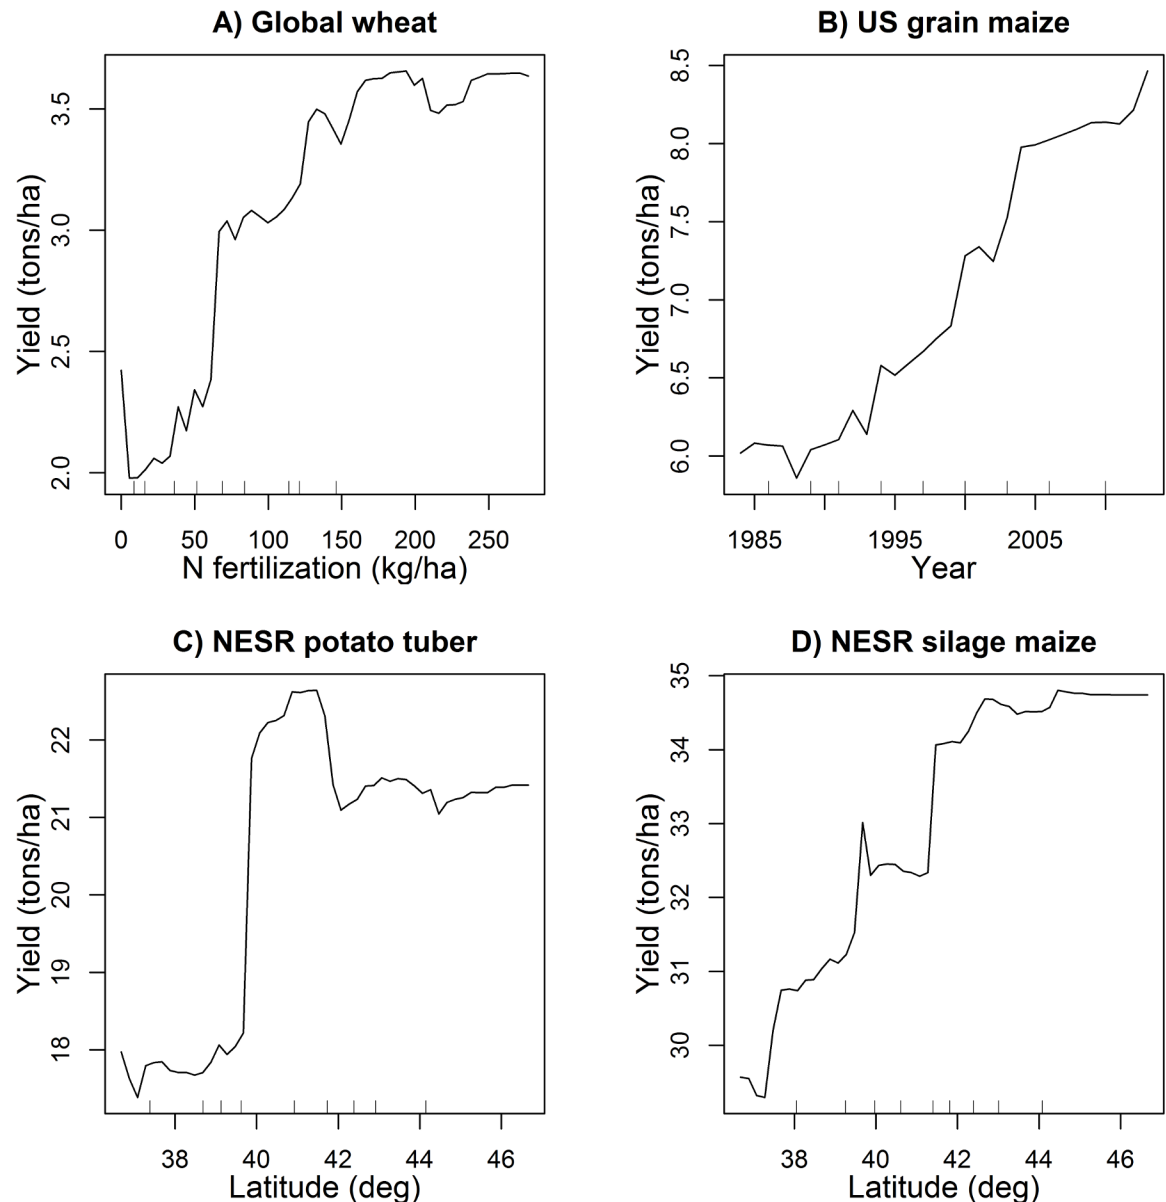 A) Global wheat
Yield (tons/ha)
3.5
3.0
2.5
2.0
0 50 100 150 200 250
N fertilization (kg/ha)
B) US grain maize
Yield (tons/ha)
8.5
8.0
7.5
7.0
6.5
6.0
1985 1995 2005
Year
C) NESR potato tuber
Yield (tons/ha)
22
21
20
19
18
38 40 42 44 46
Latitude (deg)
D) NESR silage maize
Yield (tons/ha)
35
34
33
32
31
30
38 40 42 44 46
Latitude (deg)